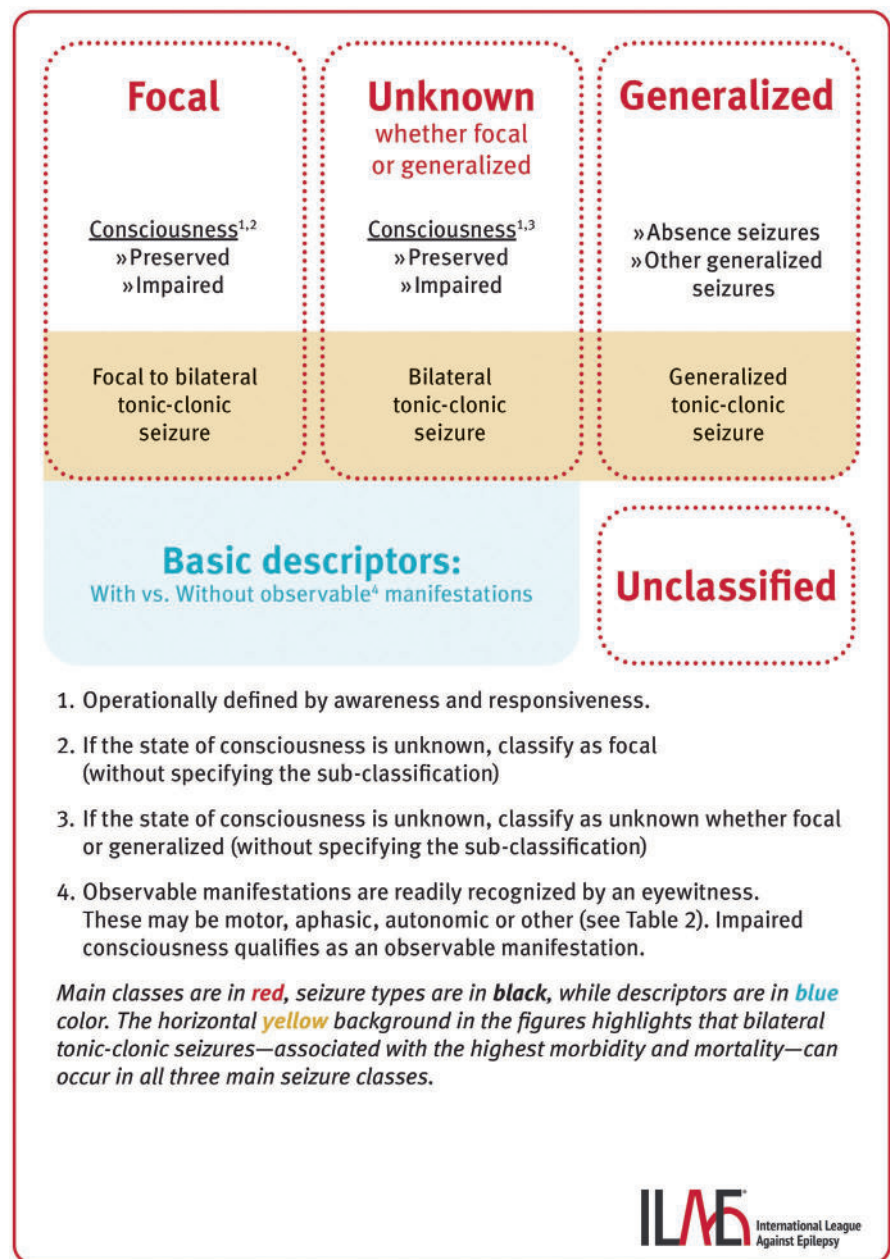 Focal
Consciousness1,2
»Preserved
»Impaired
Focal to bilateral
tonic-clonic
seizure
Unknown
whether focal
or generalized
Consciousness1,3
»Preserved
»Impaired
Bilateral
tonic-clonic
seizure
Generalized
»Absence seizures
»Other generalized
seizures
Generalized
tonic-clonic
seizure
Basic descriptors:
With vs. Without observable4 manifestations
Unclassified
1. Operationally defined by awareness and responsiveness.
2. If the state of consciousness is unknown, classify as focal
(without specifying the sub-classification)
3. If the state of consciousness is unknown, classify as unknown whether focal
or generalized (without specifying the sub-classification)
4. Observable manifestations are readily recognized by an eyewitness.
These may be motor, aphasic, autonomic or other (see Table 2). Impaired
consciousness qualifies as an observable manifestation.
Main classes are in red, seizure types are in black, while descriptors are in blue
color. The horizontal yellow background in the figures highlights that bilateral
tonic-clonic seizures—associated with the highest morbidity and mortality—can
occur in all three main seizure classes.
ILAE
International League
Against Epilepsy